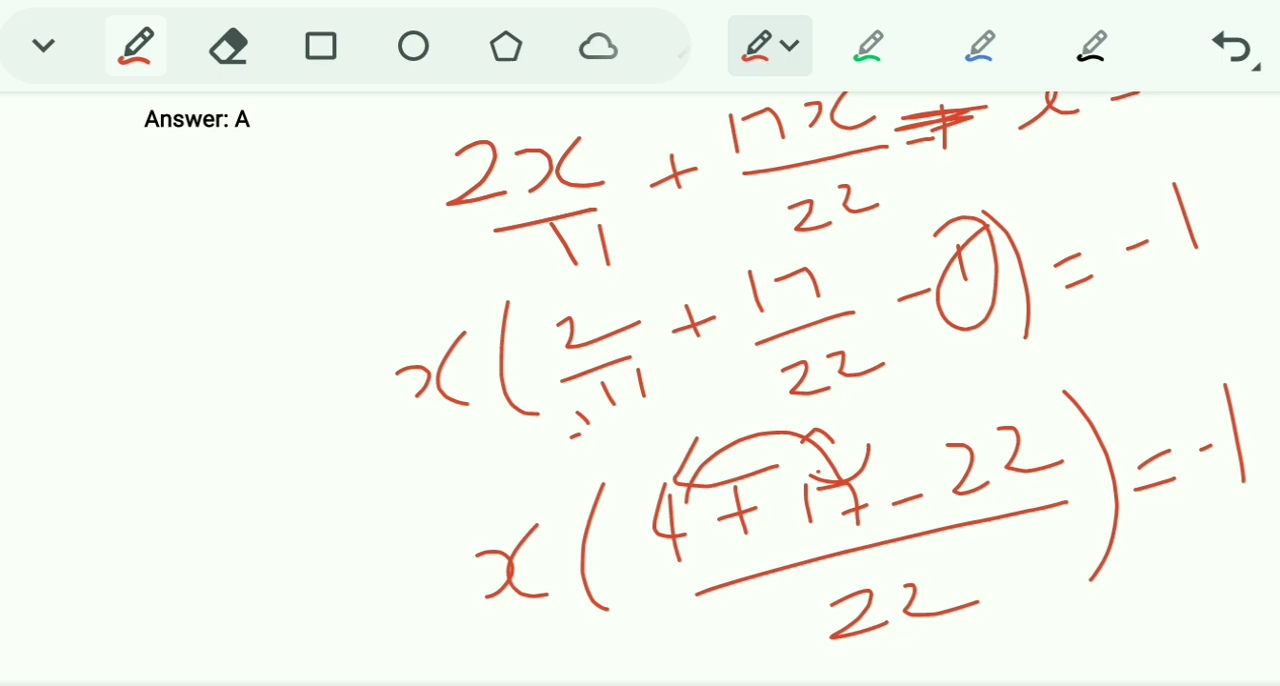 Answer: A
2x/11 + 17x/22 = x -
x(2/11 + 17/22 - 1) = -1
x((4 + 17 - 22)/22) = -1